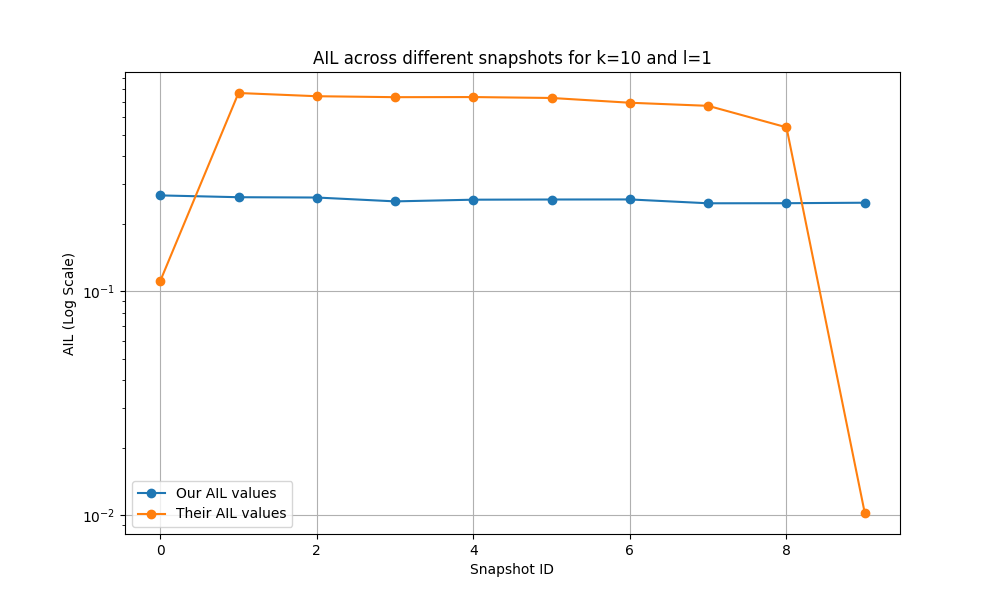 AIL across different snapshots for k=10 and l=1
AIL (Log Scale)
10⁻¹
10⁻²
Our AIL values
Their AIL values
0 2 4 6 8
Snapshot ID